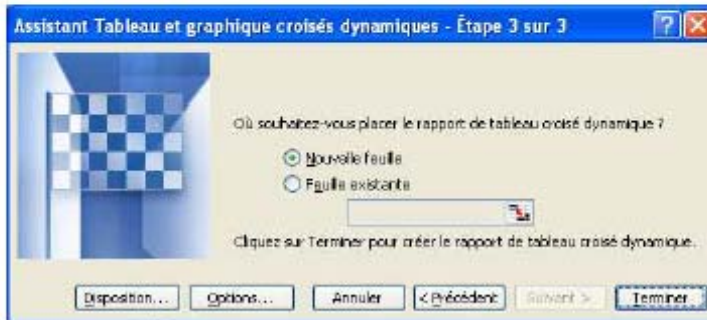 Assistant Tableau et graphique croisés dynamiques - Étape 3 sur 3
Où souhaitez-vous placer le rapport de tableau croisé dynamique ?
Nouvelle feuille
Feuille existante
Cliquez sur Terminer pour créer le rapport de tableau croisé dynamique.
Disposition... Options... Annuler < Précédent Suivant > Terminer